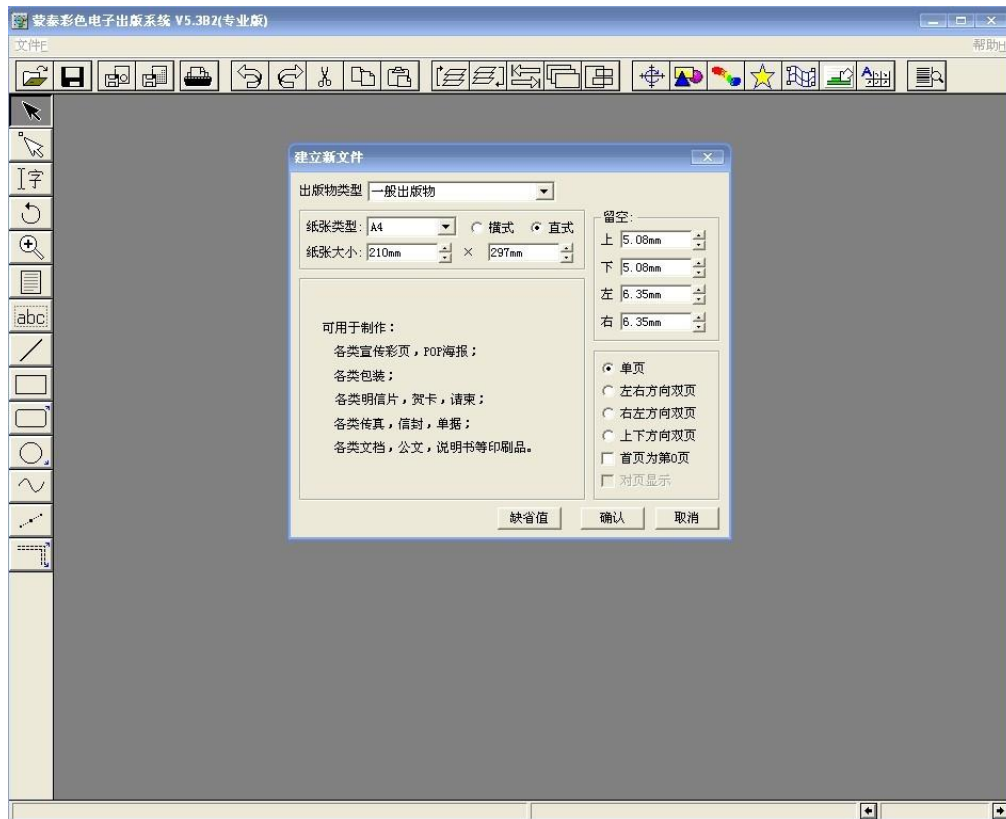 蒙泰彩色电子出版系统 V5.3B2(专业版)
文件F
帮助H
字
abc
建立新文件
出版物类型 一般出版物
纸张类型: A4 横式 直式
纸张大小: 210mm × 297mm
留空:
上 5.08mm
下 5.08mm
左 6.35mm
右 6.35mm
可用于制作：
各类宣传彩页，POP海报；
各类包装；
各类明信片，贺卡，请柬；
各类传真，信封，单据；
各类文档，公文，说明书等印刷品。
单页
左右方向双页
右左方向双页
上下方向双页
首页为第0页
对页显示
缺省值 确认 取消